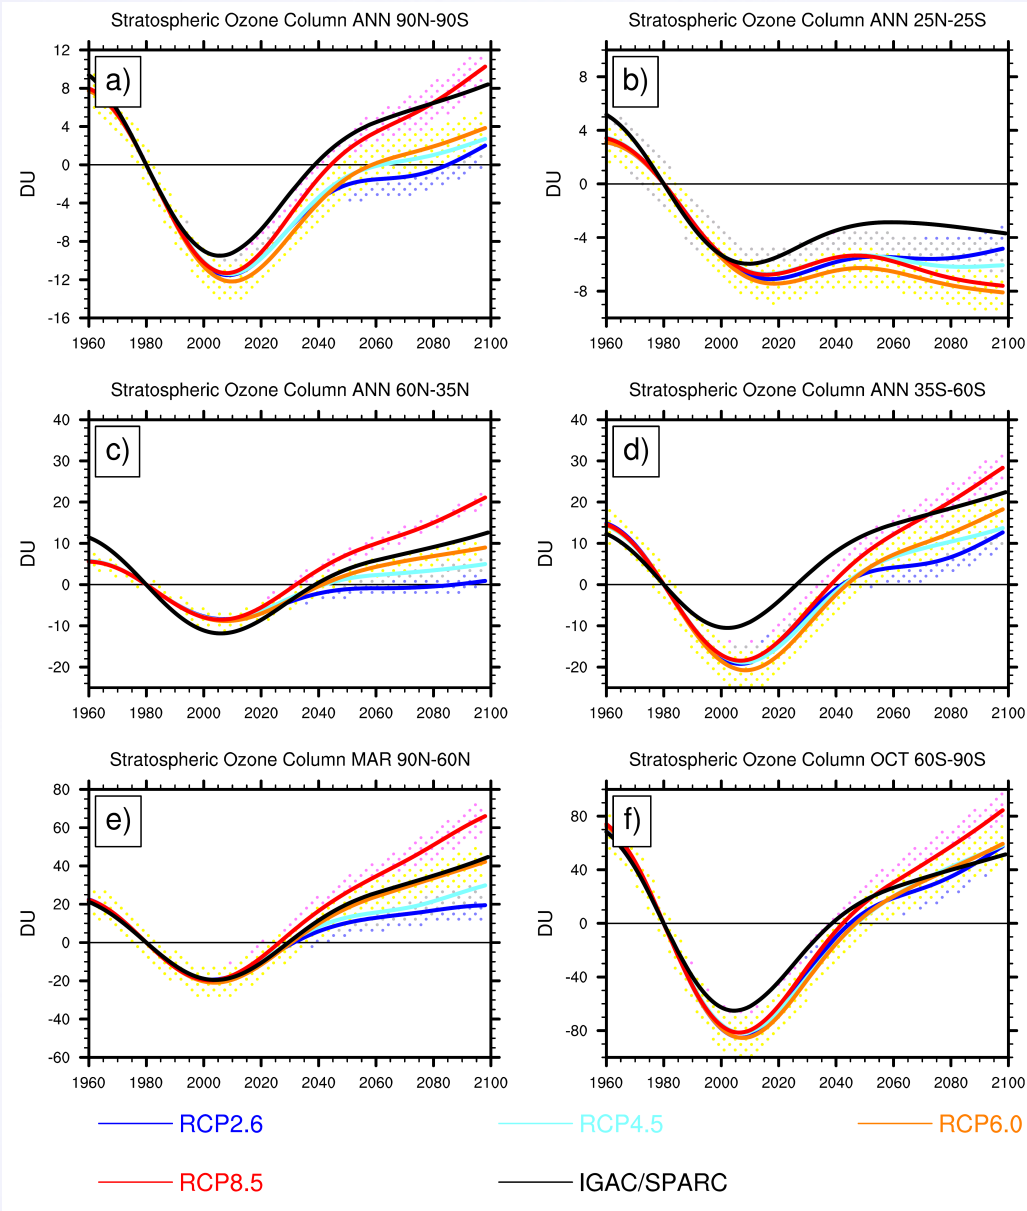 Stratospheric Ozone Column ANN 90N-90S
Stratospheric Ozone Column ANN 25N-25S
12
8
4
0
-4
-8
-12
-16
DU
a)
1960 1980 2000 2020 2040 2060 2080 2100
8
4
0
-4
-8
DU
b)
1960 1980 2000 2020 2040 2060 2080 2100
Stratospheric Ozone Column ANN 60N-35N
Stratospheric Ozone Column ANN 35S-60S
40
30
20
10
0
-10
-20
DU
c)
1960 1980 2000 2020 2040 2060 2080 2100
40
30
20
10
0
-10
-20
DU
d)
1960 1980 2000 2020 2040 2060 2080 2100
Stratospheric Ozone Column MAR 90N-60N
Stratospheric Ozone Column OCT 60S-90S
80
60
40
20
0
-20
-40
-60
DU
e)
1960 1980 2000 2020 2040 2060 2080 2100
80
40
0
-40
-80
DU
f)
1960 1980 2000 2020 2040 2060 2080 2100
RCP2.6 RCP4.5 RCP6.0
RCP8.5 IGAC/SPARC